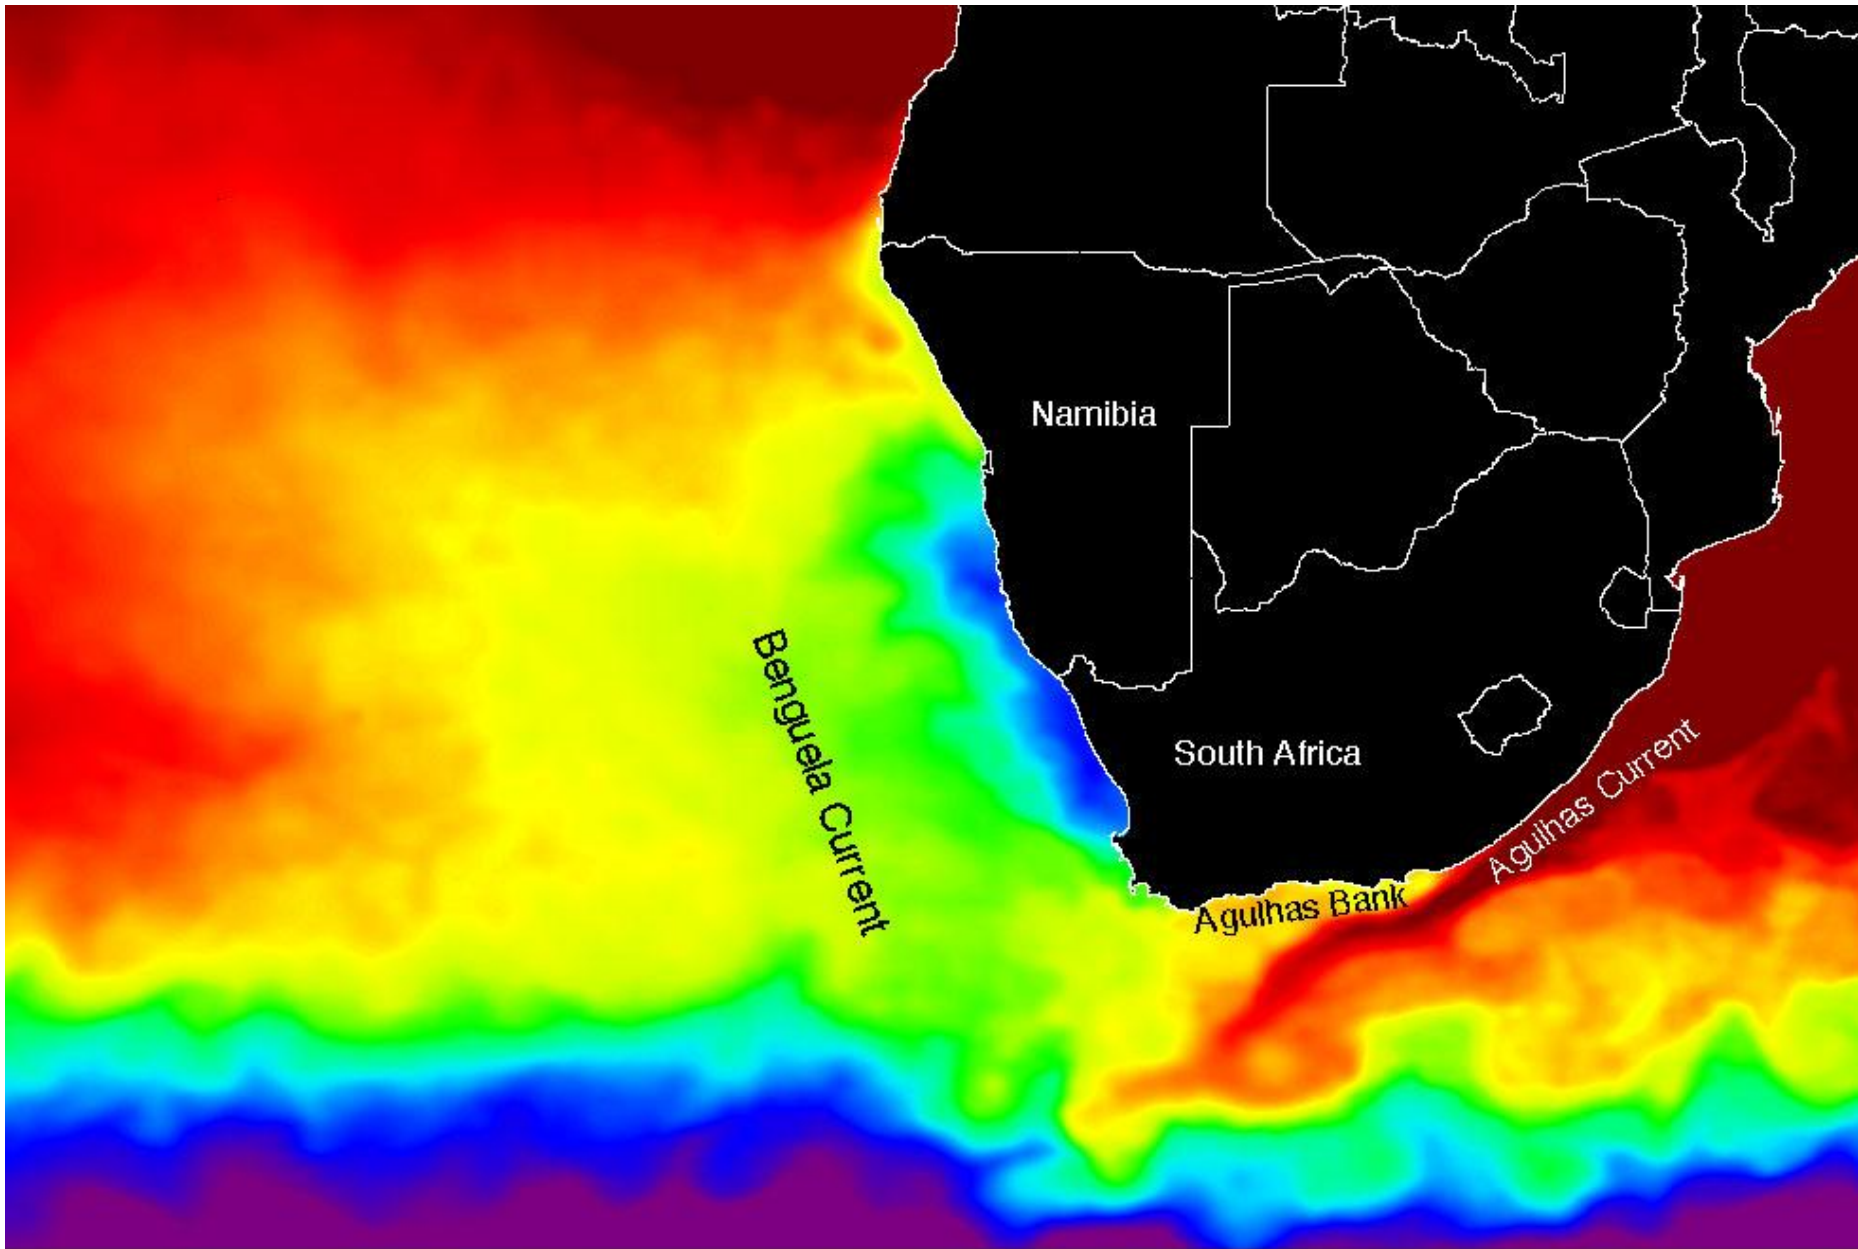 Namibia
Benguela Current
South Africa
Agulhas Current
Agulhas Bank